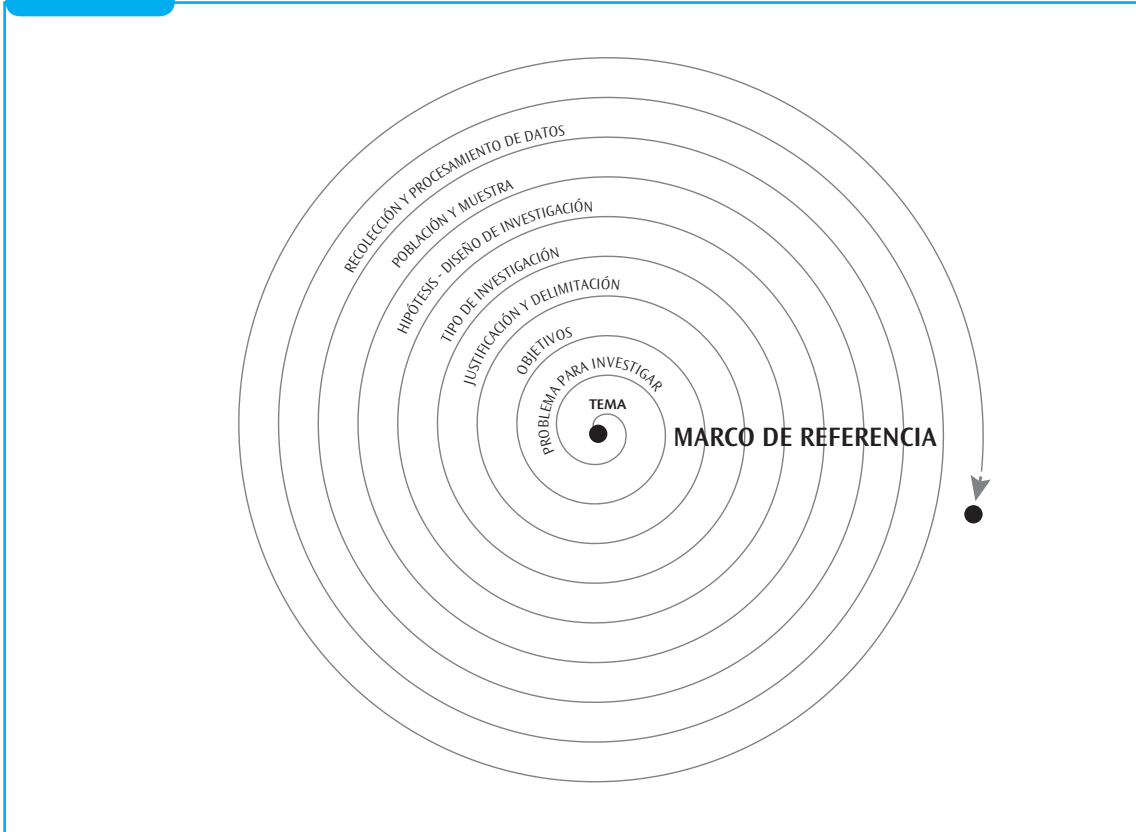 RECOLECCIÓN Y PROCESAMIENTO DE DATOS
POBLACIÓN Y MUESTRA
HIPÓTESIS - DISEÑO DE INVESTIGACIÓN
TIPO DE INVESTIGACIÓN
JUSTIFICACIÓN Y DELIMITACIÓN
OBJETIVOS
PROBLEMA PARA INVESTIGAR
TEMA
MARCO DE REFERENCIA